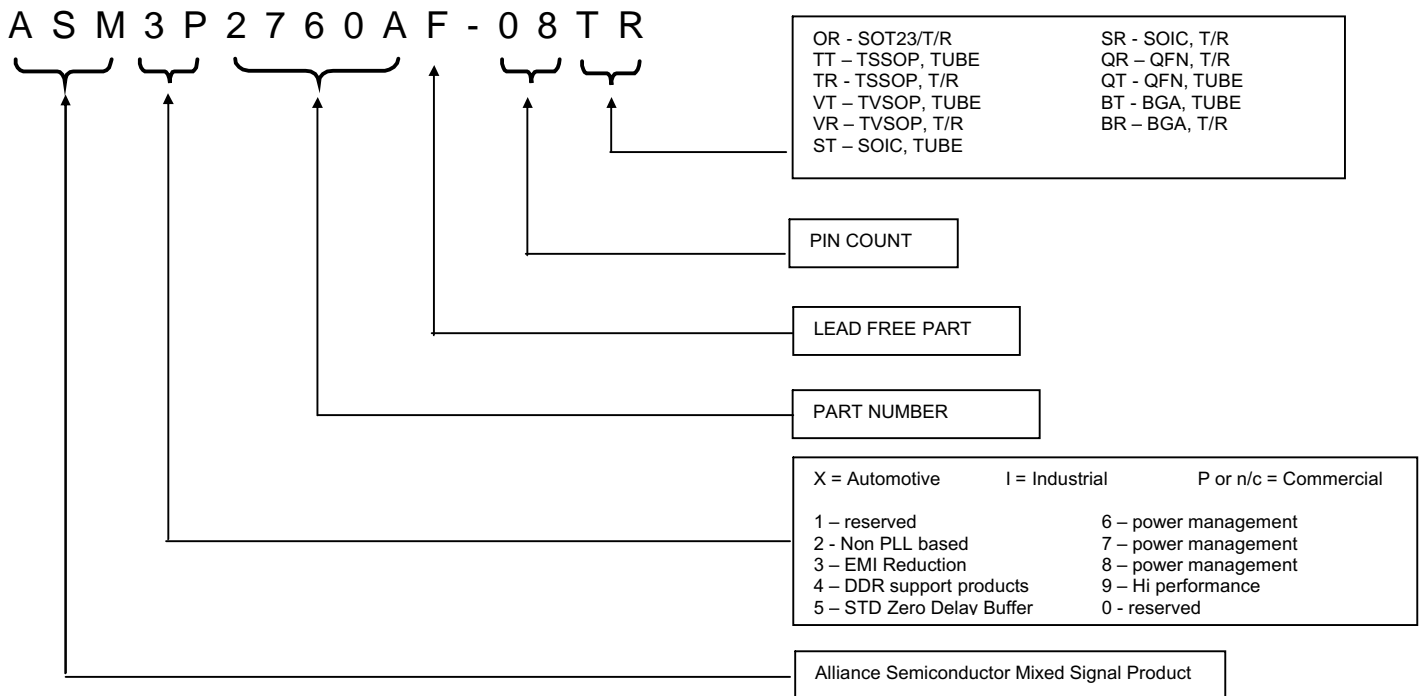 A S M 3 P 2 7 6 0 A F - 0 8 T R
OR - SOT23/T/R
TT – TSSOP, TUBE
TR - TSSOP, T/R
VT – TVSOP, TUBE
VR – TVSOP, T/R
ST – SOIC, TUBE
SR - SOIC, T/R
QR – QFN, T/R
QT - QFN, TUBE
BT - BGA, TUBE
BR – BGA, T/R
PIN COUNT
LEAD FREE PART
PART NUMBER
X = Automotive I = Industrial P or n/c = Commercial
1 – reserved
2 - Non PLL based
3 – EMI Reduction
4 – DDR support products
5 – STD Zero Delay Buffer
6 – power management
7 – power management
8 – power management
9 – Hi performance
0 - reserved
Alliance Semiconductor Mixed Signal Product